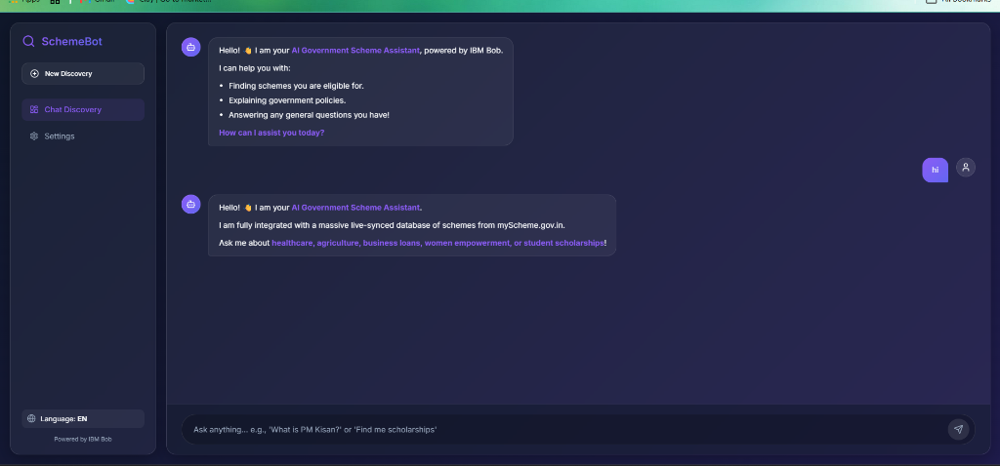 Apps
Gmail
All Bookmarks
SchemeBot
New Discovery
Chat Discovery
Settings
Language: EN
Powered by IBM Bob
Hello! 👋 I am your AI Government Scheme Assistant, powered by IBM Bob.
I can help you with:
• Finding schemes you are eligible for.
• Explaining government policies.
• Answering any general questions you have!
How can I assist you today?
hi
Hello! 👋 I am your AI Government Scheme Assistant.
I am fully integrated with a massive live-synced database of schemes from myScheme.gov.in.
Ask me about healthcare, agriculture, business loans, women empowerment, or student scholarships!
Ask anything... e.g., 'What is PM Kisan?' or 'Find me scholarships'